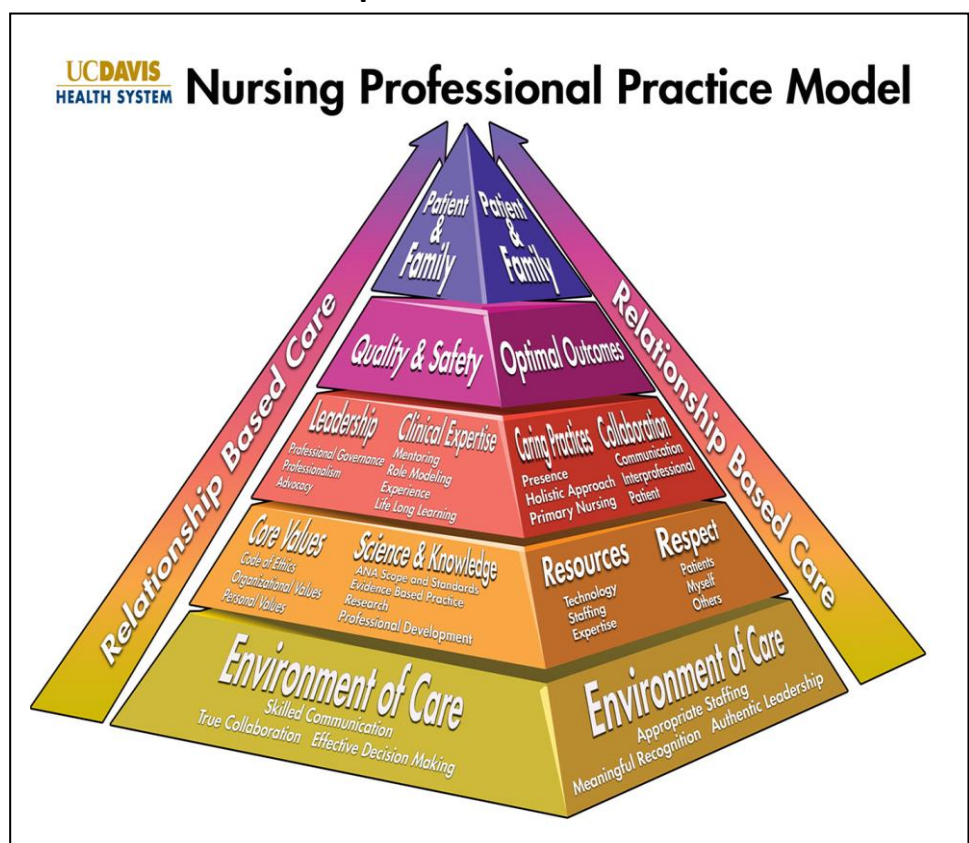 UCDAVIS
HEALTH SYSTEM
Nursing Professional Practice Model
Relationship Based Care
Patient
&
Family
Patient
&
Family
Relationship Based Care
Quality & Safety
Optimal Outcomes
Leadership
Professional Governance
Professionalism
Advocacy
Clinical Expertise
Mentoring
Role Modeling
Experience
Life Long Learning
Caring Practices
Presence
Holistic Approach
Primary Nursing
Collaboration
Communication
Interprofessional
Patient
Core Values
Code of Ethics
Organizational Values
Personal Values
Science & Knowledge
ANA Scope and Standards
Evidence Based Practice
Research
Professional Development
Resources
Technology
Staffing
Expertise
Respect
Patients
Myself
Others
Environment of Care
Skilled Communication
True Collaboration Effective Decision Making
Environment of Care
Appropriate Staffing
Meaningful Recognition Authentic Leadership